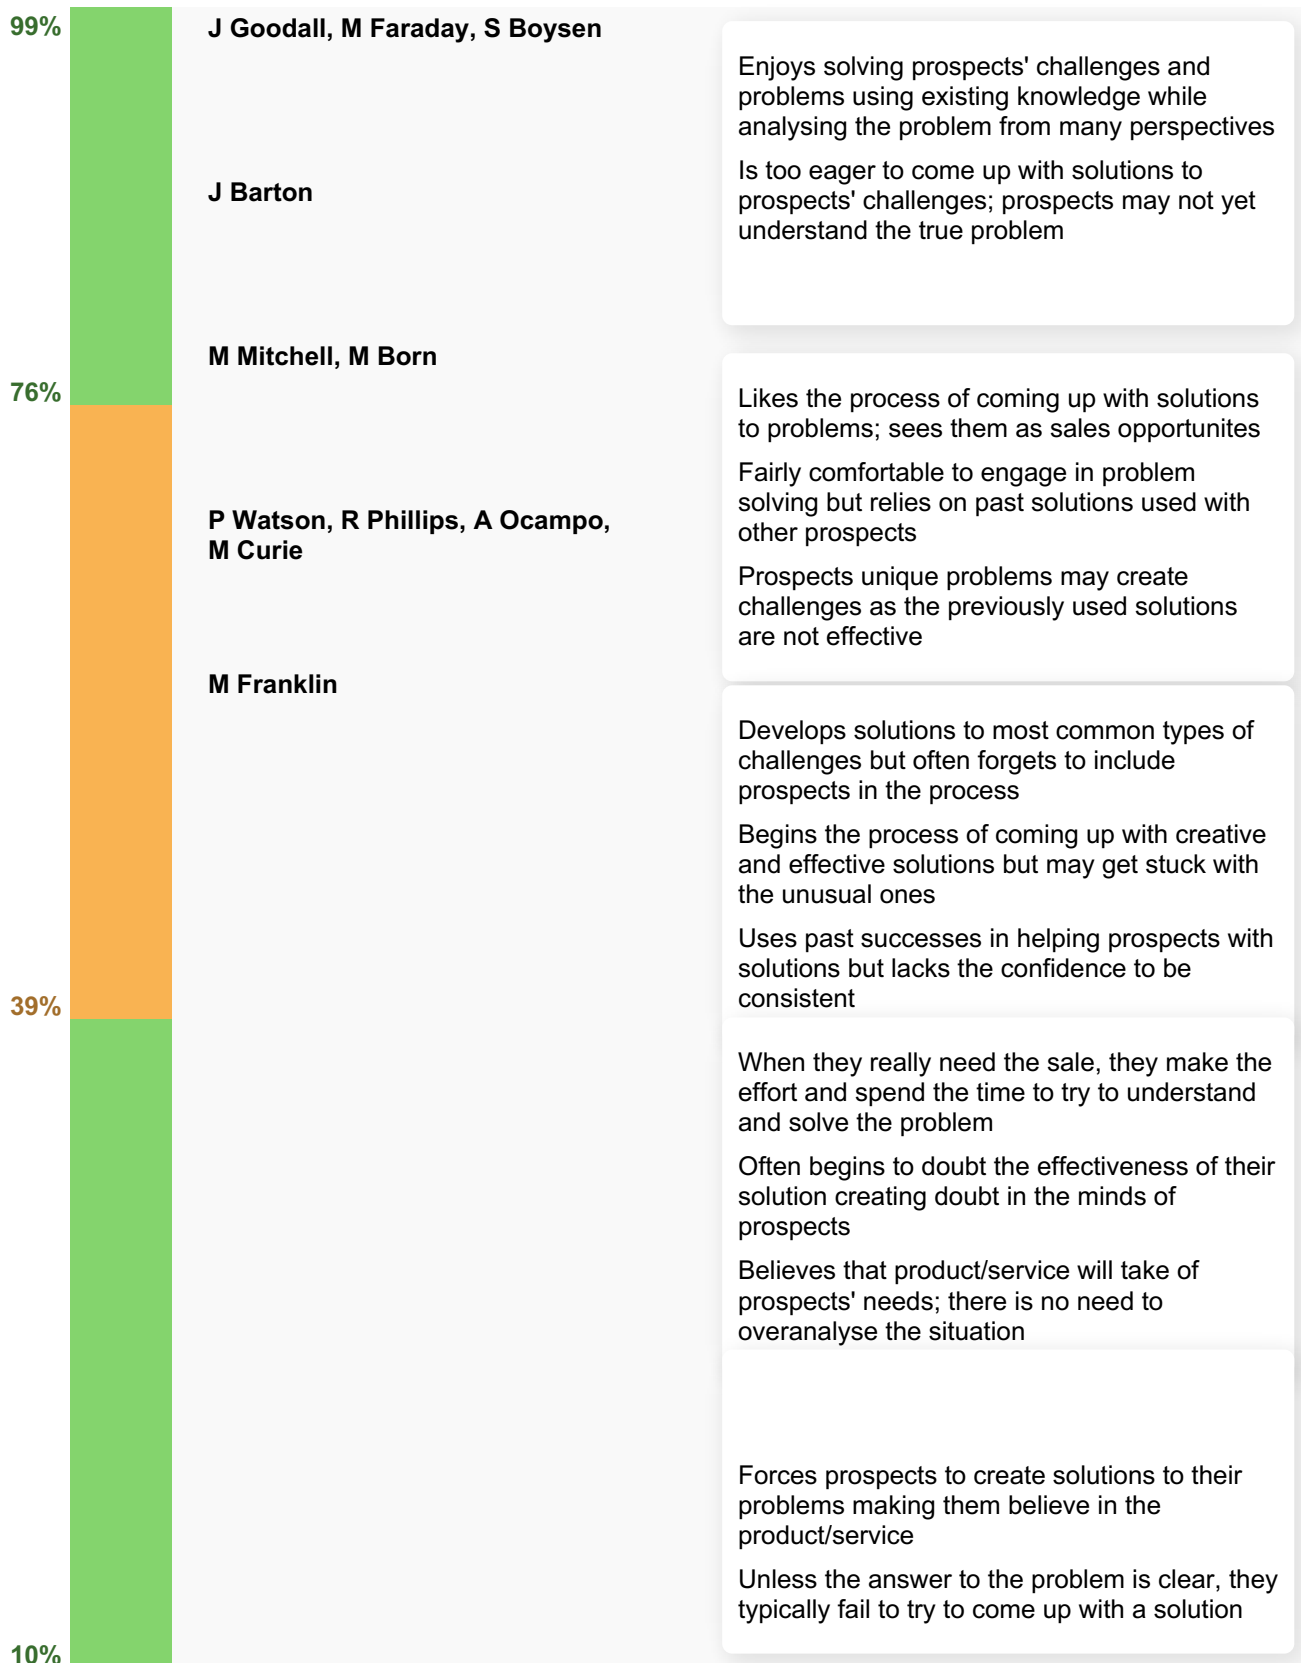 99%
J Goodall, M Faraday, S Boysen
J Barton
M Mitchell, M Born
76%
P Watson, R Phillips, A Ocampo,
M Curie
M Franklin
39%
10%
Enjoys solving prospects' challenges and
problems using existing knowledge while
analysing the problem from many perspectives
Is too eager to come up with solutions to
prospects' challenges; prospects may not yet
understand the true problem
Likes the process of coming up with solutions
to problems; sees them as sales opportunites
Fairly comfortable to engage in problem
solving but relies on past solutions used with
other prospects
Prospects unique problems may create
challenges as the previously used solutions
are not effective
Develops solutions to most common types of
challenges but often forgets to include
prospects in the process
Begins the process of coming up with creative
and effective solutions but may get stuck with
the unusual ones
Uses past successes in helping prospects with
solutions but lacks the confidence to be
consistent
When they really need the sale, they make the
effort and spend the time to try to understand
and solve the problem
Often begins to doubt the effectiveness of their
solution creating doubt in the minds of
prospects
Believes that product/service will take of
prospects' needs; there is no need to
overanalyse the situation
Forces prospects to create solutions to their
problems making them believe in the
product/service
Unless the answer to the problem is clear, they
typically fail to try to come up with a solution